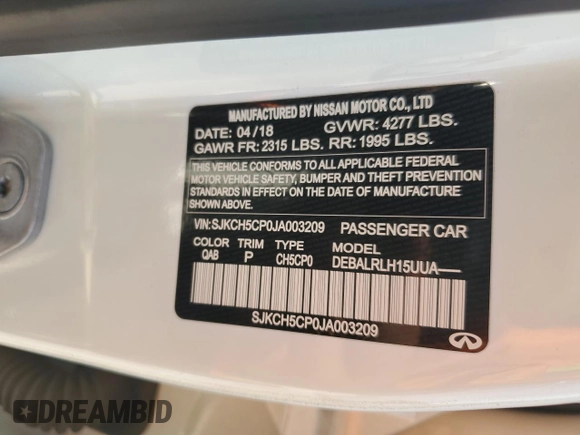 MANUFACTURED BY NISSAN MOTOR CO., LTD
DATE: 04/18 GVWR: 4277 LBS.
GAWR FR: 2315 LBS. RR: 1995 LBS.
THIS VEHICLE CONFORMS TO ALL APPLICABLE FEDERAL
MOTOR VEHICLE SAFETY, BUMPER AND THEFT PREVENTION
STANDARDS IN EFFECT ON THE DATE OF MANUFACTURE
SHOWN ABOVE.
VIN:SJKCH5CP0JA003209 PASSENGER CAR
COLOR TRIM TYPE MODEL
QAB P CH5CP0 DEBALRLH15UUA—
SJKCH5CP0JA003209
DREAMBID